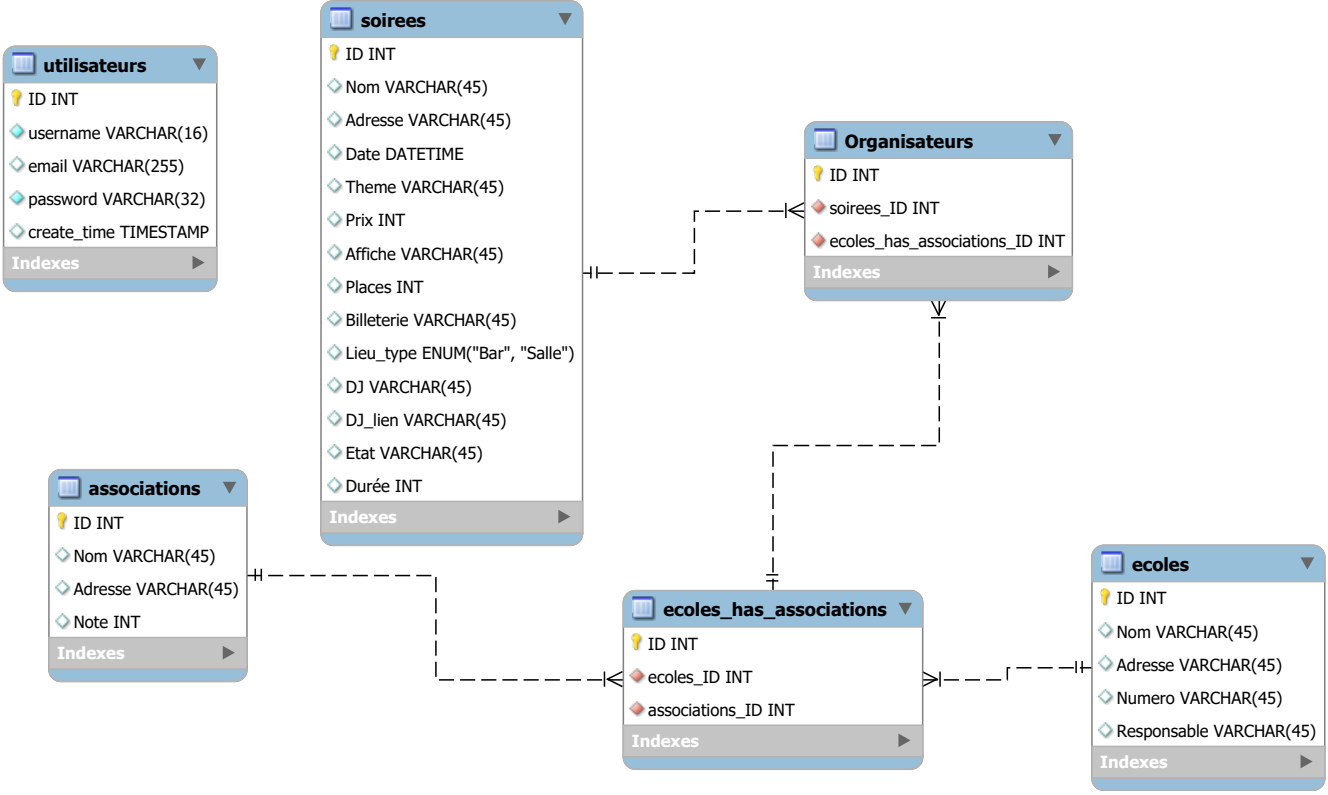 utilisateurs
ID INT
username VARCHAR(16)
email VARCHAR(255)
password VARCHAR(32)
create_time TIMESTAMP
Indexes
soirees
ID INT
Nom VARCHAR(45)
Adresse VARCHAR(45)
Date DATETIME
Theme VARCHAR(45)
Prix INT
Affiche VARCHAR(45)
Places INT
Billeterie VARCHAR(45)
Lieu_type ENUM("Bar", "Salle")
DJ VARCHAR(45)
DJ_lien VARCHAR(45)
Etat VARCHAR(45)
Durée INT
Indexes
Organisateurs
ID INT
soirees_ID INT
ecoles_has_associations_ID INT
Indexes
associations
ID INT
Nom VARCHAR(45)
Adresse VARCHAR(45)
Note INT
Indexes
ecoles_has_associations
ID INT
ecoles_ID INT
associations_ID INT
Indexes
ecoles
ID INT
Nom VARCHAR(45)
Adresse VARCHAR(45)
Numero VARCHAR(45)
Responsable VARCHAR(45)
Indexes